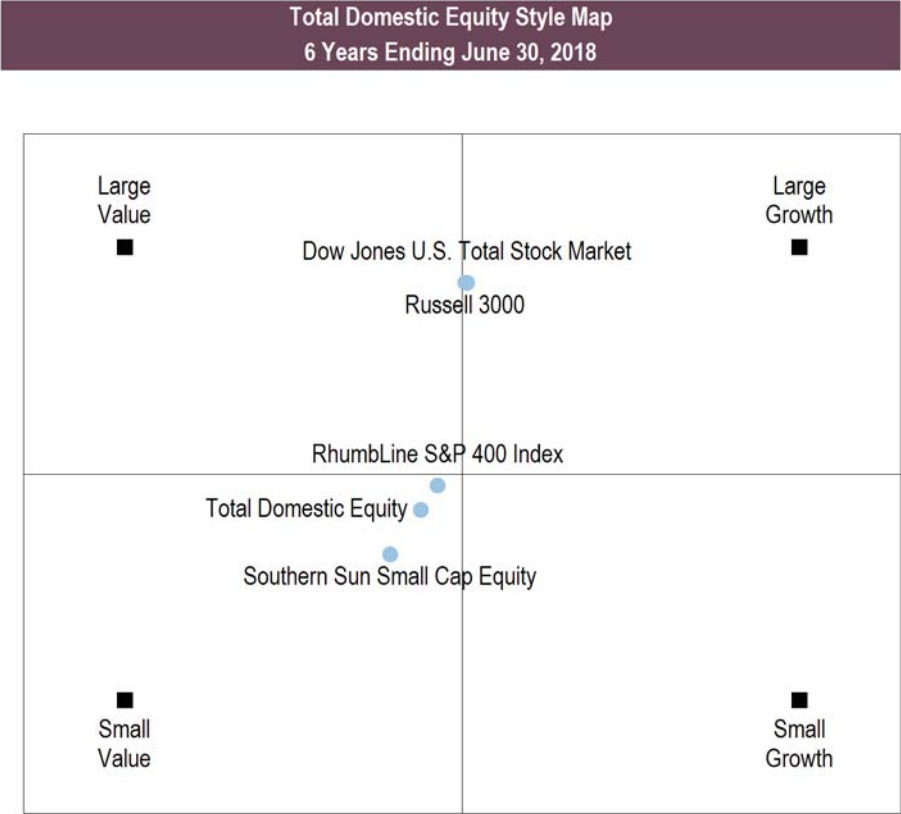 Total Domestic Equity Style Map
6 Years Ending June 30, 2018
Large
Value
Large
Growth
Dow Jones U.S. Total Stock Market
Russell 3000
RhumbLine S&P 400 Index
Total Domestic Equity
Southern Sun Small Cap Equity
Small
Value
Small
Growth